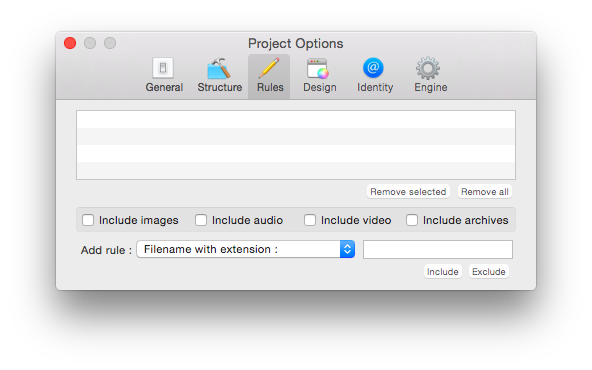 Project Options
General Structure Rules Design Identity Engine
@
Remove selected Remove all
Include images Include audio Include video Include archives
Add rule : Filename with extension :
Include Exclude